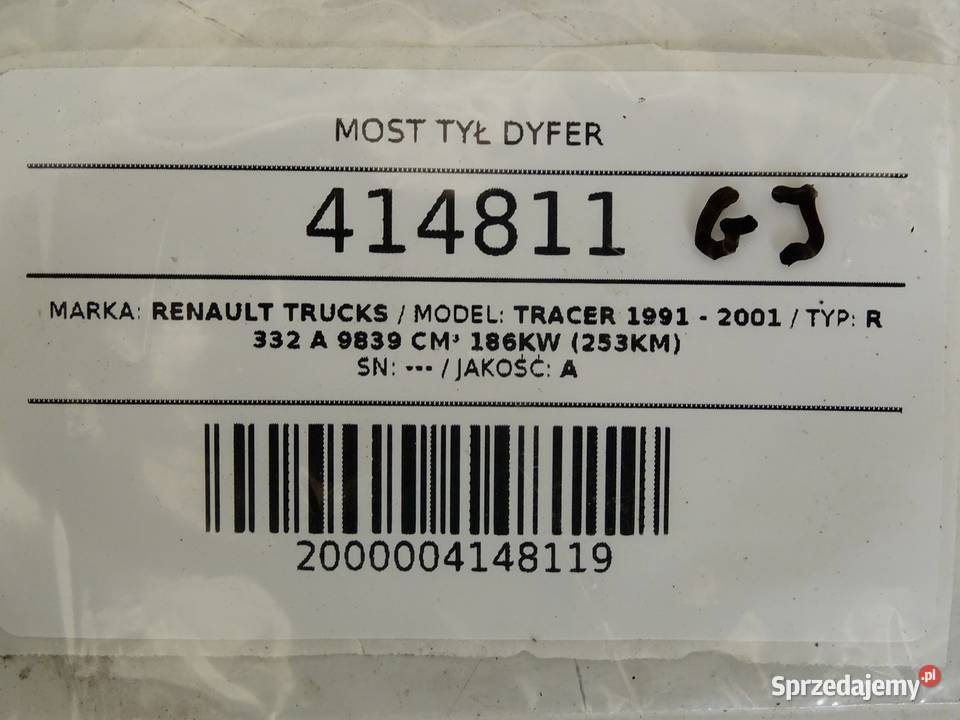 MOST TYŁ DYFER
414811 GJ
MARKA: RENAULT TRUCKS / MODEL: TRACER 1991 - 2001 / TYP: R
332 A 9839 CM³ 186KW (253KM)
SN: --- / JAKOŚĆ: A
2000004148119
Sprzedajemy.pl